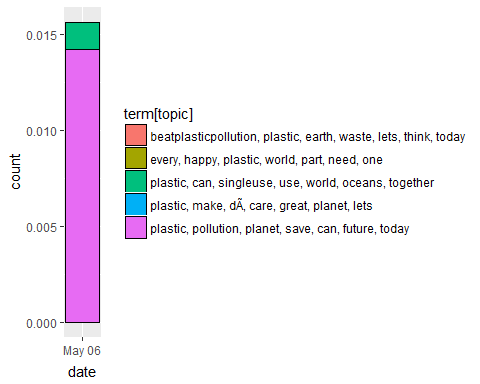 0.015
0.010
0.005
0.000
count
May 06
date
term[topic]
beatplasticpollution, plastic, earth, waste, lets, think, today
every, happy, plastic, world, part, need, one
plastic, can, singleuse, use, world, oceans, together
plastic, make, dÃ, care, great, planet, lets
plastic, pollution, planet, save, can, future, today